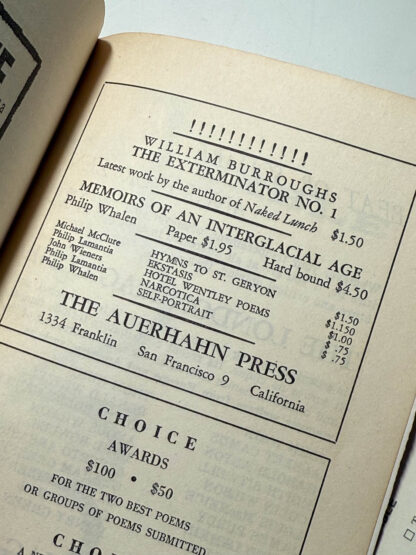 !!!!!!!!!!!!
WILLIAM BURROUGHS
THE EXTERMINATOR NO. 1
Latest work by the author of Naked Lunch $1.50
MEMOIRS OF AN INTERGLACIAL AGE
Philip Whalen Paper $1.95 Hard bound $4.50
Michael McClure HYMNS TO ST. GERYON $1.50
Philip Lamantia EKSTASIS $1.150
John Wieners HOTEL WENTLEY POEMS $1.00
Philip Lamantia NARCOTICA $ .75
Philip Whalen SELF-PORTRAIT $ .75
THE AUERHAHN PRESS
1334 Franklin San Francisco 9 California
CHOICE
AWARDS
$100 • $50
FOR THE TWO BEST POEMS
OR GROUPS OF POEMS SUBMITTED